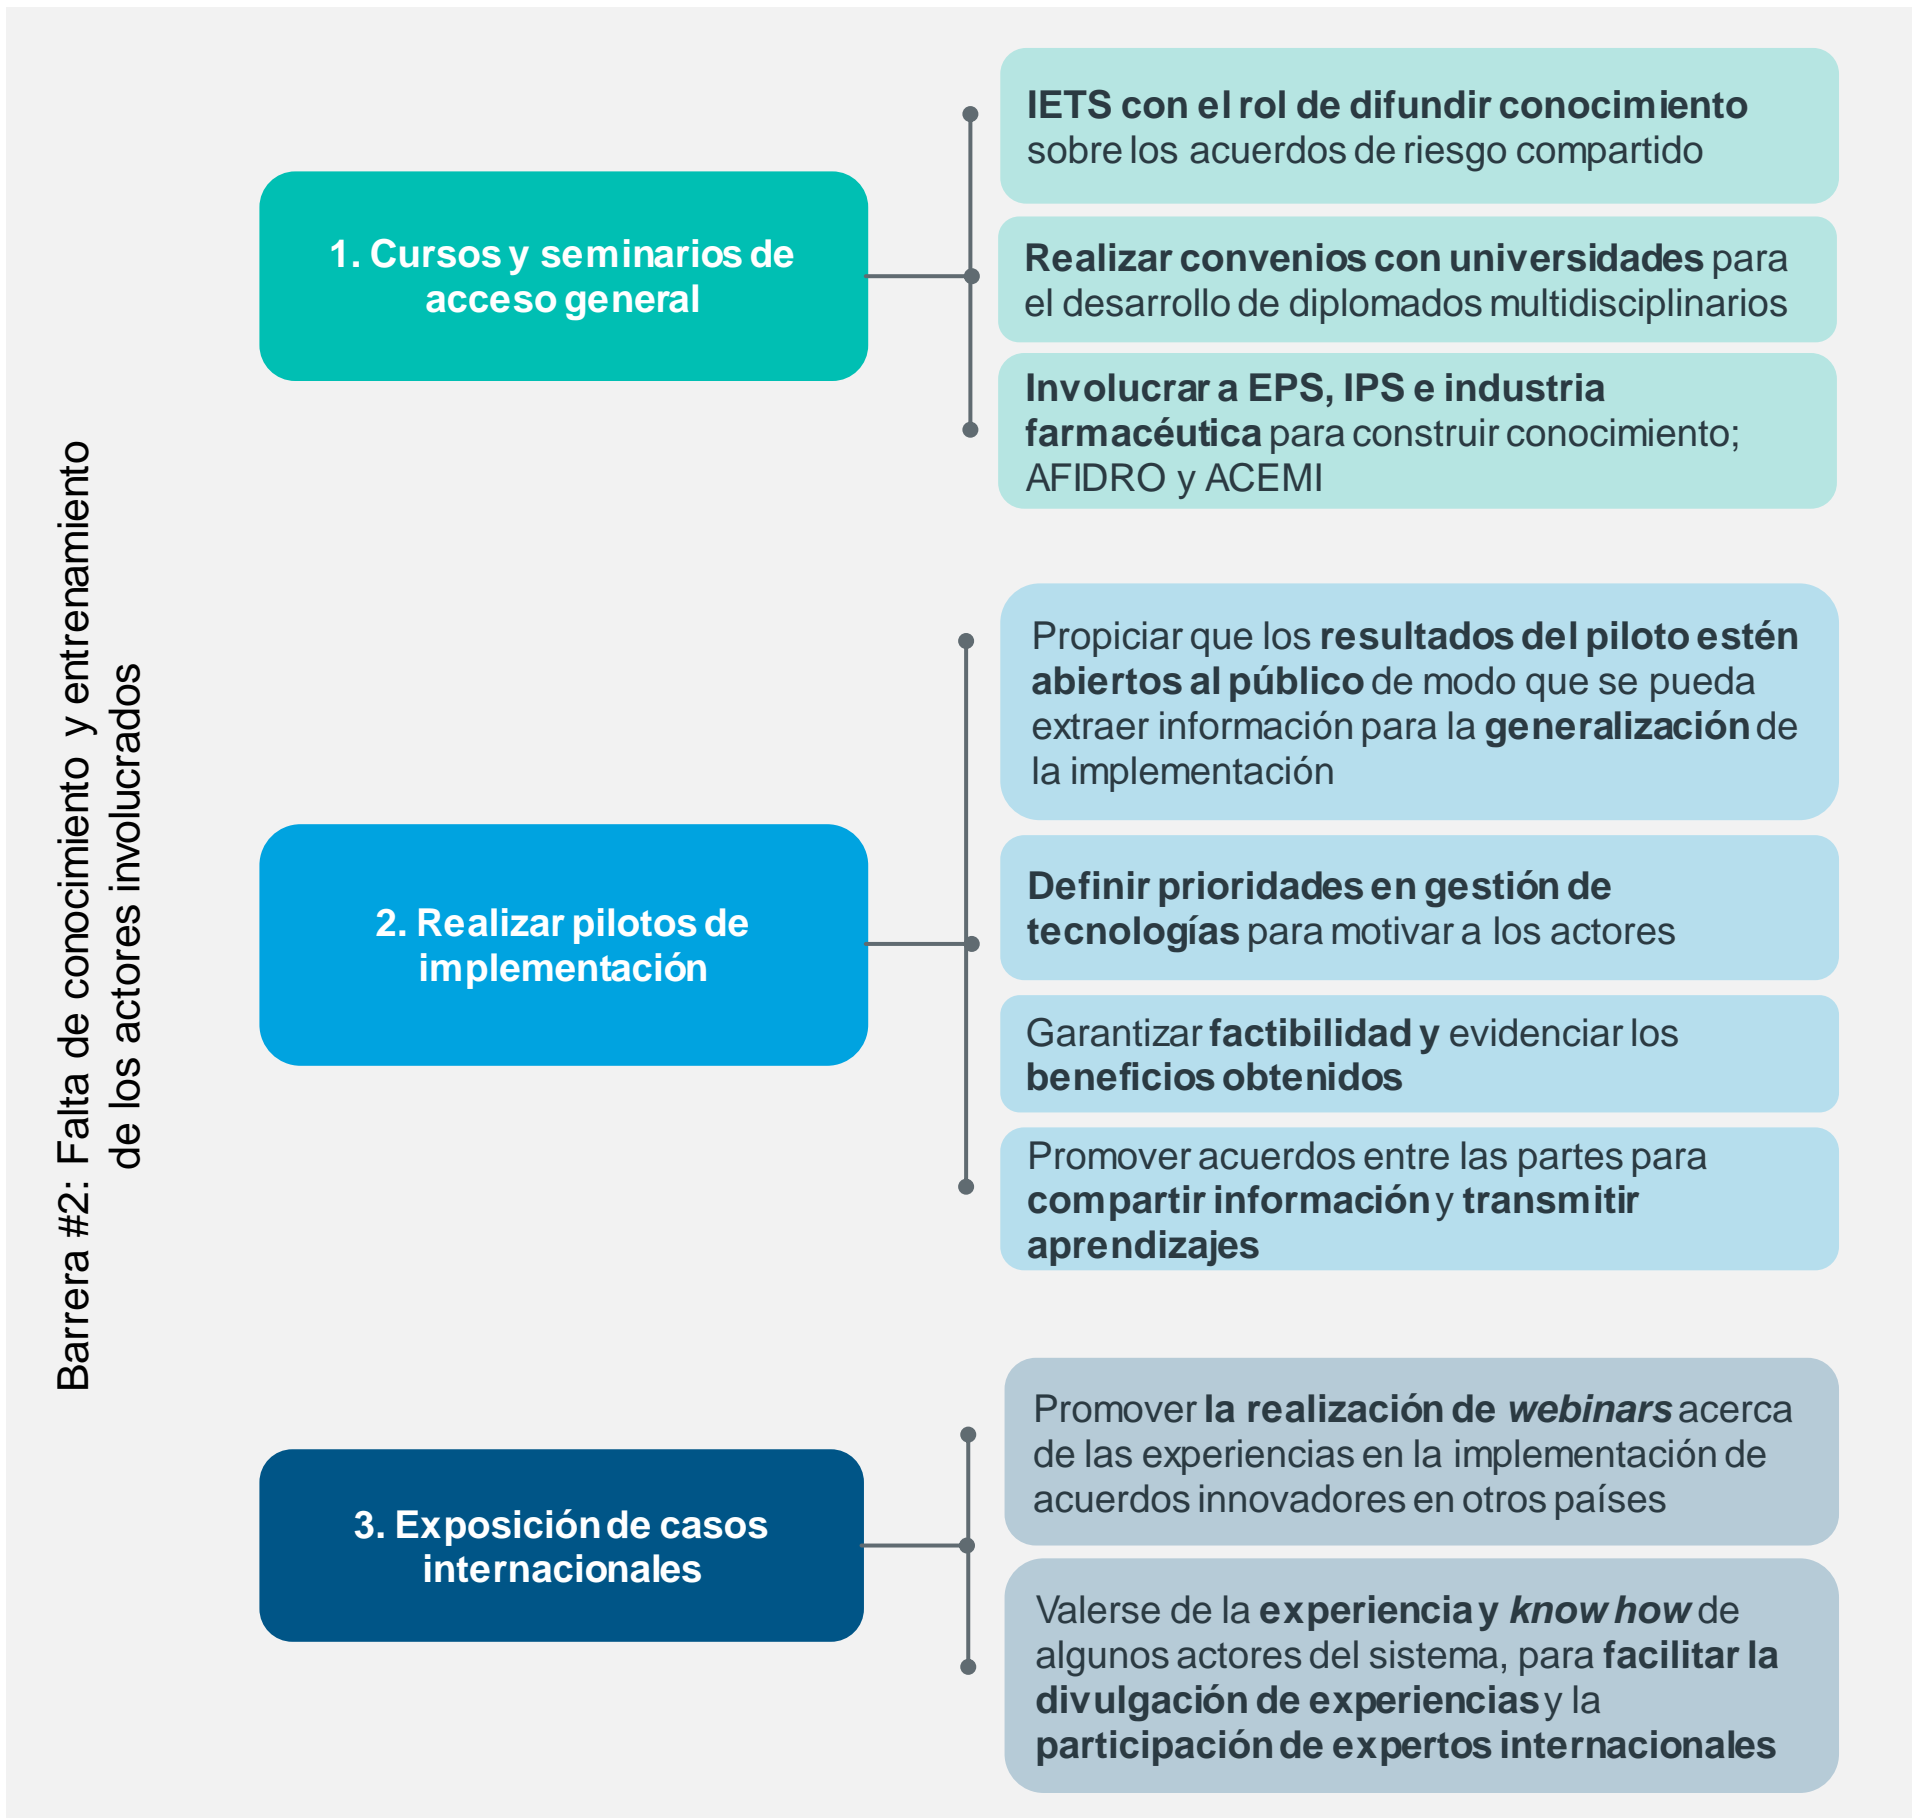 Barrera #2: Falta de conocimiento y entrenamiento
de los actores involucrados
1. Cursos y seminarios de
acceso general
IETS con el rol de difundir conocimiento
sobre los acuerdos de riesgo compartido
Realizar convenios con universidades para
el desarrollo de diplomados multidisciplinarios
Involucrar a EPS, IPS e industria
farmacéutica para construir conocimiento;
AFIDRO y ACEMI
2. Realizar pilotos de
implementación
Propiciar que los resultados del piloto estén
abiertos al público de modo que se pueda
extraer información para la generalización de
la implementación
Definir prioridades en gestión de
tecnologías para motivar a los actores
Garantizar factibilidad y evidenciar los
beneficios obtenidos
Promover acuerdos entre las partes para
compartir información y transmitir
aprendizajes
3. Exposición de casos
internacionales
Promover la realización de webinars acerca
de las experiencias en la implementación de
acuerdos innovadores en otros países
Valerse de la experiencia y know how de
algunos actores del sistema, para facilitar la
divulgación de experiencias y la
participación de expertos internacionales